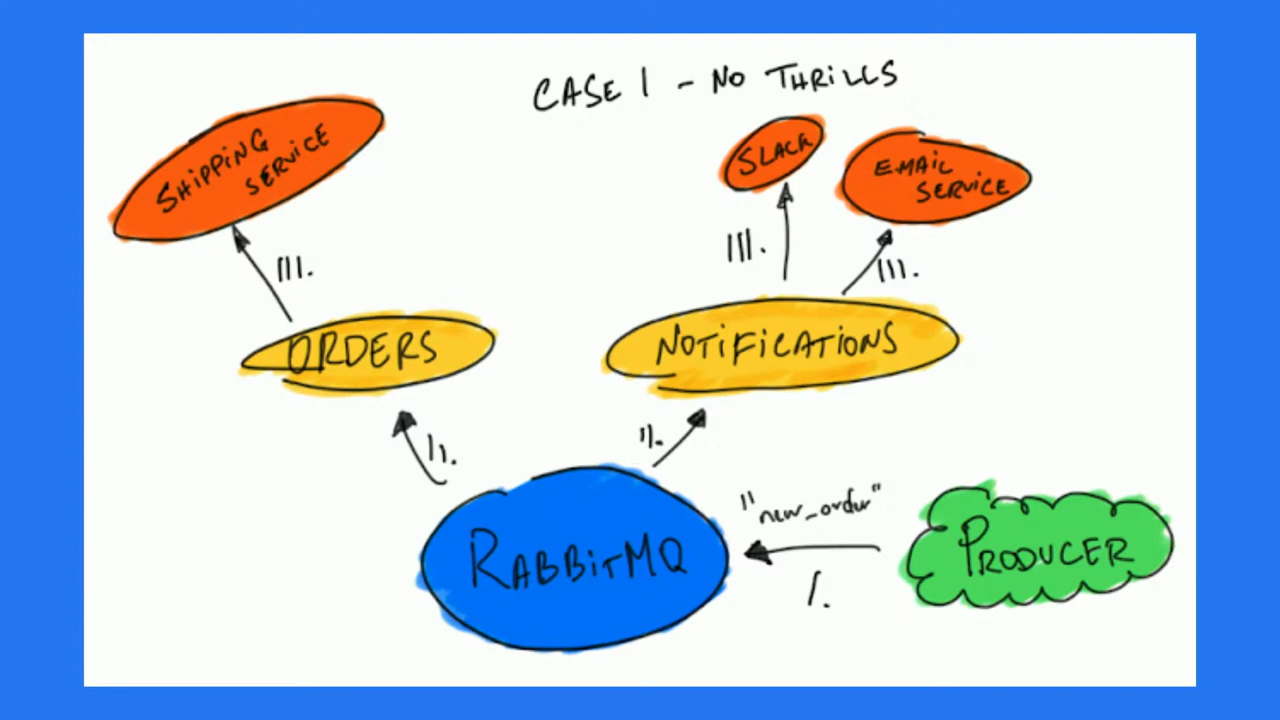 CASE 1 - NO THRILLS
SHIPPING
SERVICE
SLACK
EMAIL
SERVICE
III.
III.
III.
ORDERS
NOTIFICATIONS
II.
II.
"new_order"
RABBITMQ
PRODUCER
I.